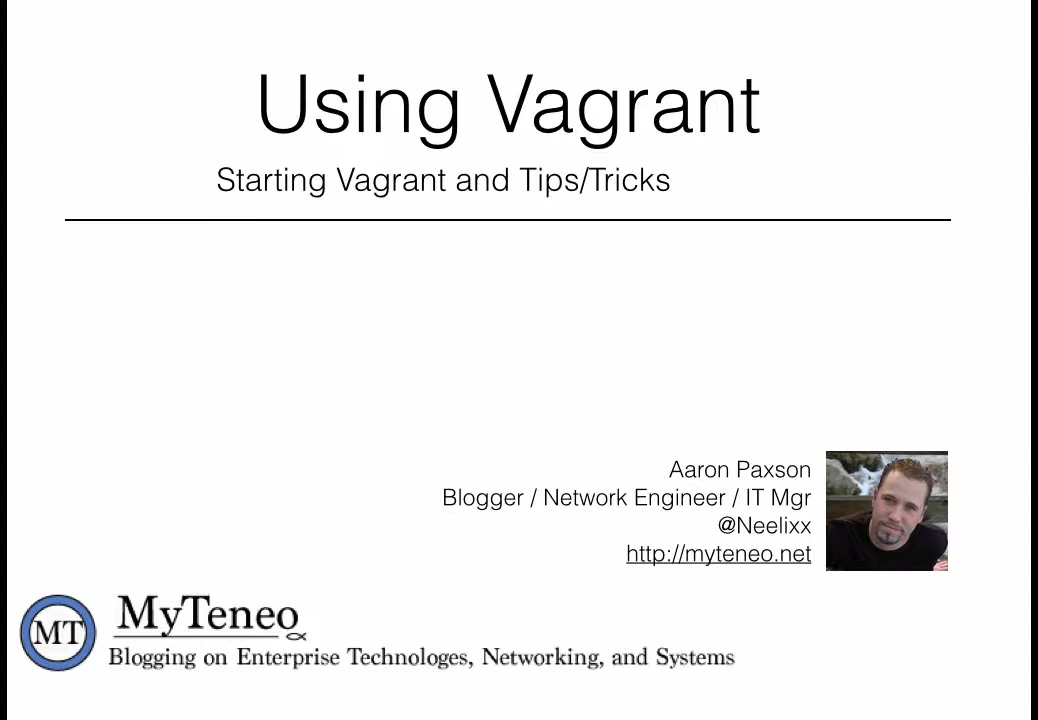 Using Vagrant
Starting Vagrant and Tips/Tricks
Aaron Paxson
Blogger / Network Engineer / IT Mgr
@Neelixx
http://myteneo.net
MT
MyTeneo
Blogging on Enterprise Technologes, Networking, and Systems